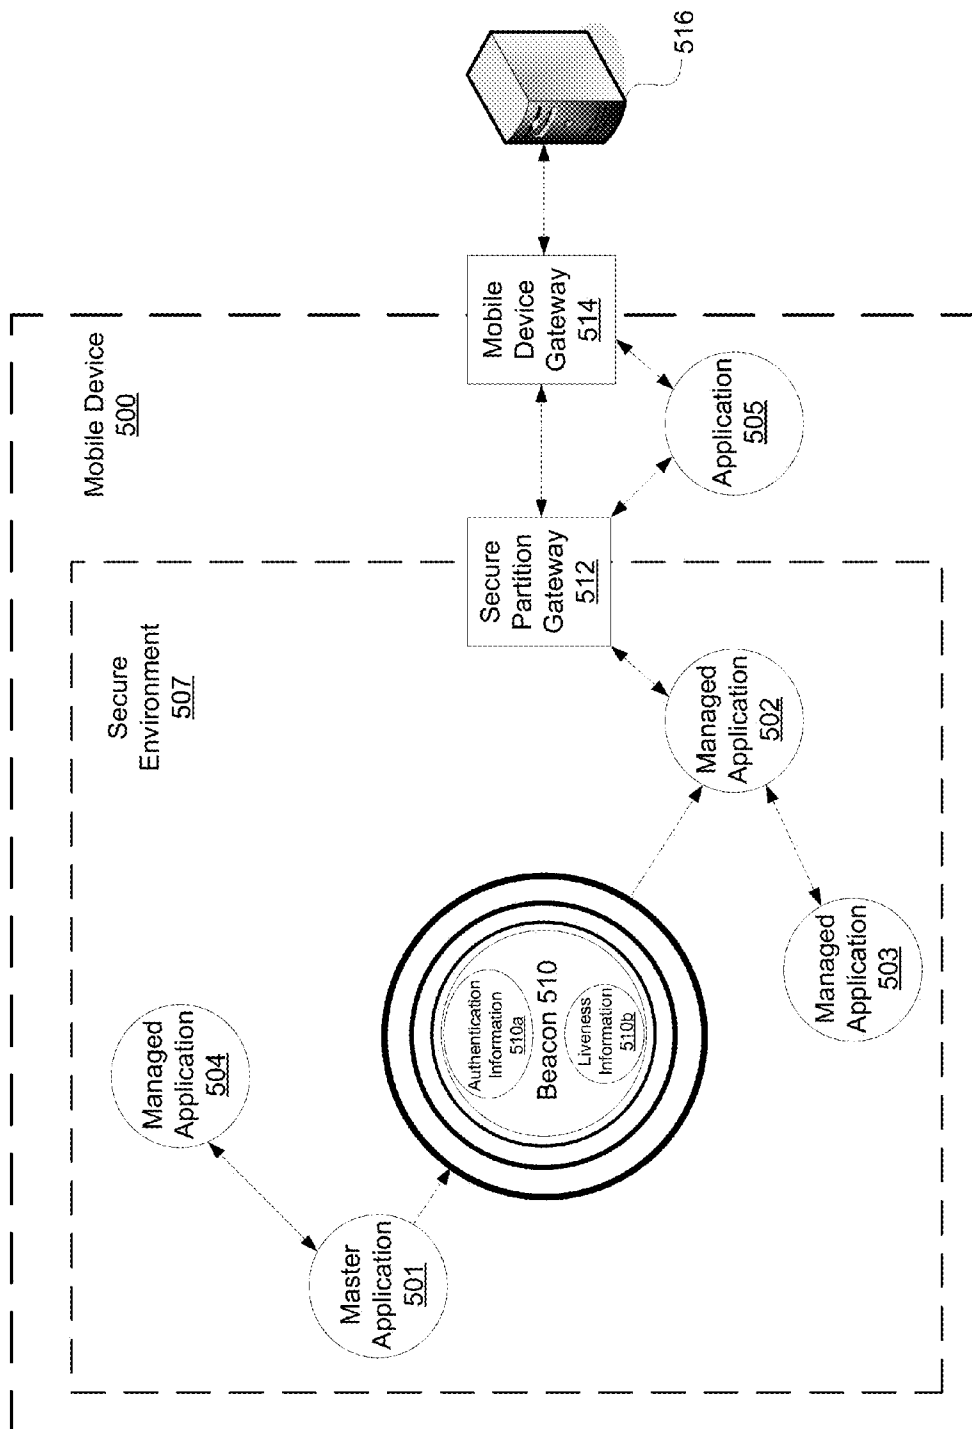 Mobile Device
500
Secure
Environment
507
Managed
Application
504
Master
Application
501
Authentication
Information
510a
Beacon 510
Liveness
Information
510b
Managed
Application
503
Managed
Application
502
Secure
Partition
Gateway
512
Application
505
Mobile
Device
Gateway
514
516